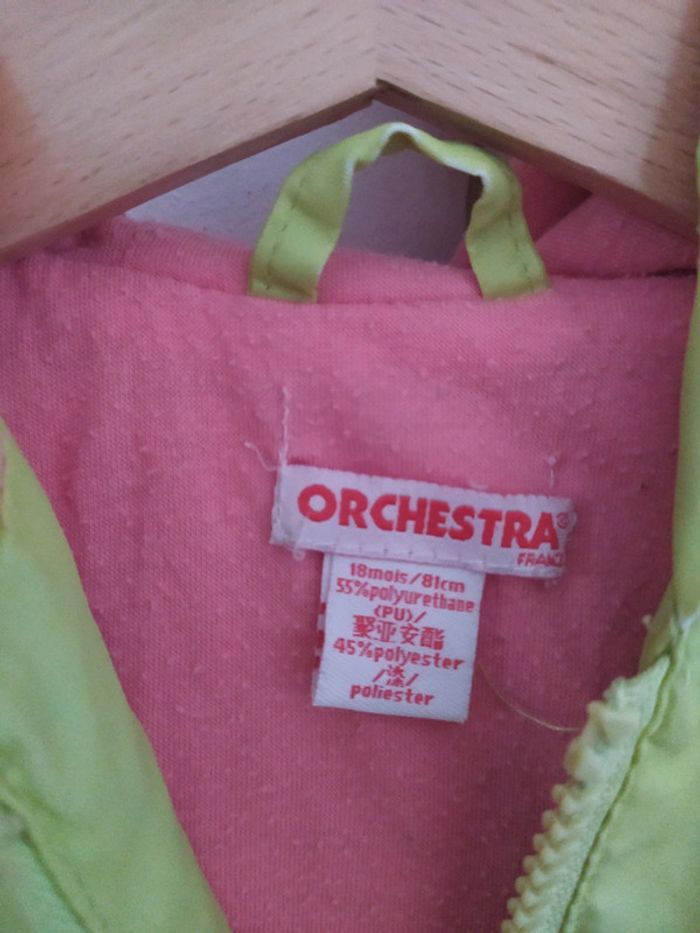 ORCHESTRA®
FRANCE
18mois/81cm
55%polyurethane
(PU)/
聚亚安酯
45%polyester
/涤/
poliester